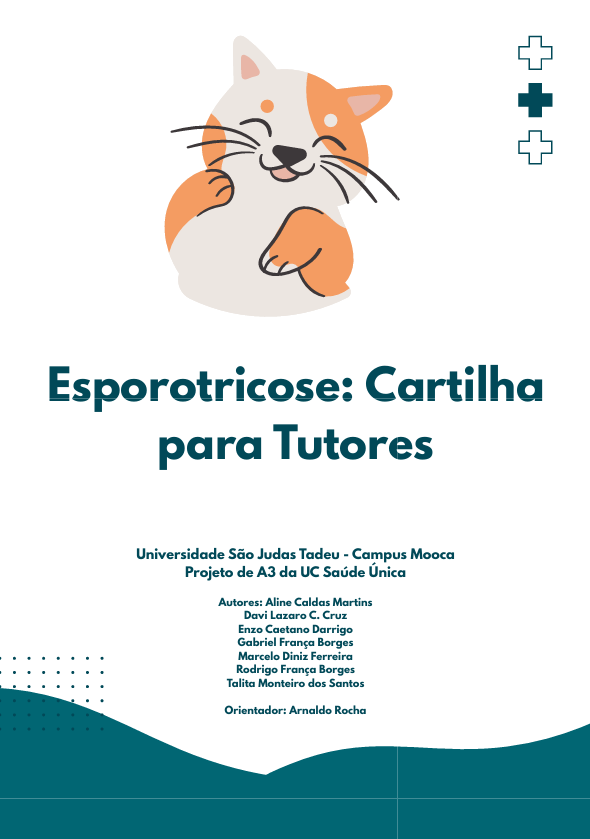 Esporotricose: Cartilha
para Tutores
Universidade São Judas Tadeu - Campus Mooca
Projeto de A3 da UC Saúde Única
Autores: Aline Caldas Martins
Davi Lazaro C. Cruz
Enzo Caetano Darrigo
Gabriel França Borges
Marcelo Diniz Ferreira
Rodrigo França Borges
Talita Monteiro dos Santos
Orientador: Arnaldo Rocha